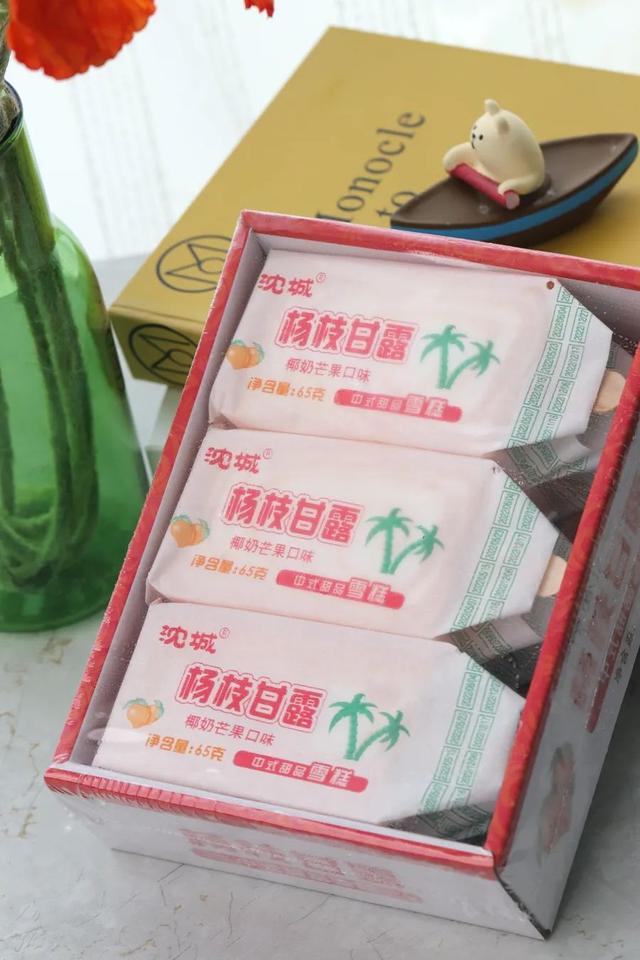 Monocle
to
沈城®
杨枝甘露
椰奶芒果口味
净含量:65克
中式甜品雪糕
沈城®
杨枝甘露
椰奶芒果口味
净含量:65克
中式甜品雪糕
沈城®
杨枝甘露
椰奶芒果口味
净含量:65克
中式甜品雪糕